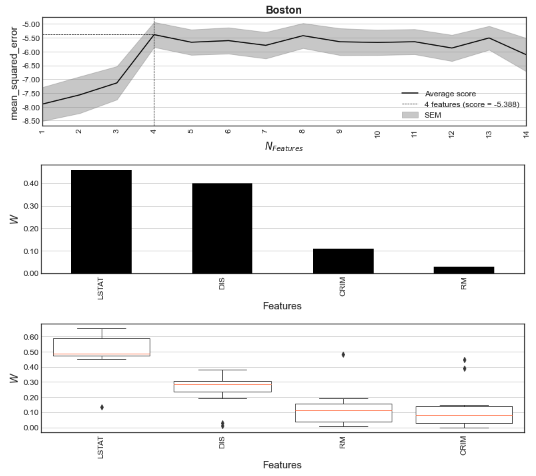 Boston
mean_squared_error
-5.00
-5.50
-6.00
-6.50
-7.00
-7.50
-8.00
-8.50
Average score
4 features (score = -5.388)
SEM
1 2 3 4 5 6 7 8 9 10 11 12 13 14
N_Features
W
0.40
0.30
0.20
0.10
0.00
LSTAT DIS CRIM RM
Features
W
0.60
0.50
0.40
0.30
0.20
0.10
0.00
LSTAT DIS RM CRIM
Features